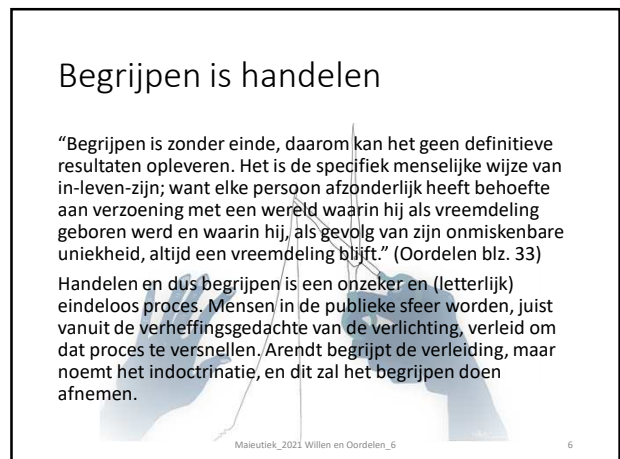 Begrijpen is handelen
“Begrijpen is zonder einde, daarom kan het geen definitieve
resultaten opleveren. Het is de specifiek menselijke wijze van
in-leven-zijn; want elke persoon afzonderlijk heeft behoefte
aan verzoening met een wereld waarin hij als vreemdeling
geboren werd en waarin hij, als gevolg van zijn onmiskenbare
uniekheid, altijd een vreemdeling blijft.” (Oordelen blz. 33)
Handelen en dus begrijpen is een onzeker en (letterlijk)
eindeloos proces. Mensen in de publieke sfeer worden, juist
vanuit de verheffingsgedachte van de verlichting, verleid om
dat proces te versnellen. Arendt begrijpt de verleiding, maar
noemt het indoctrinatie, en dit zal het begrijpen doen
afnemen.
Maieutiek_2021 Willen en Oordelen_6
6